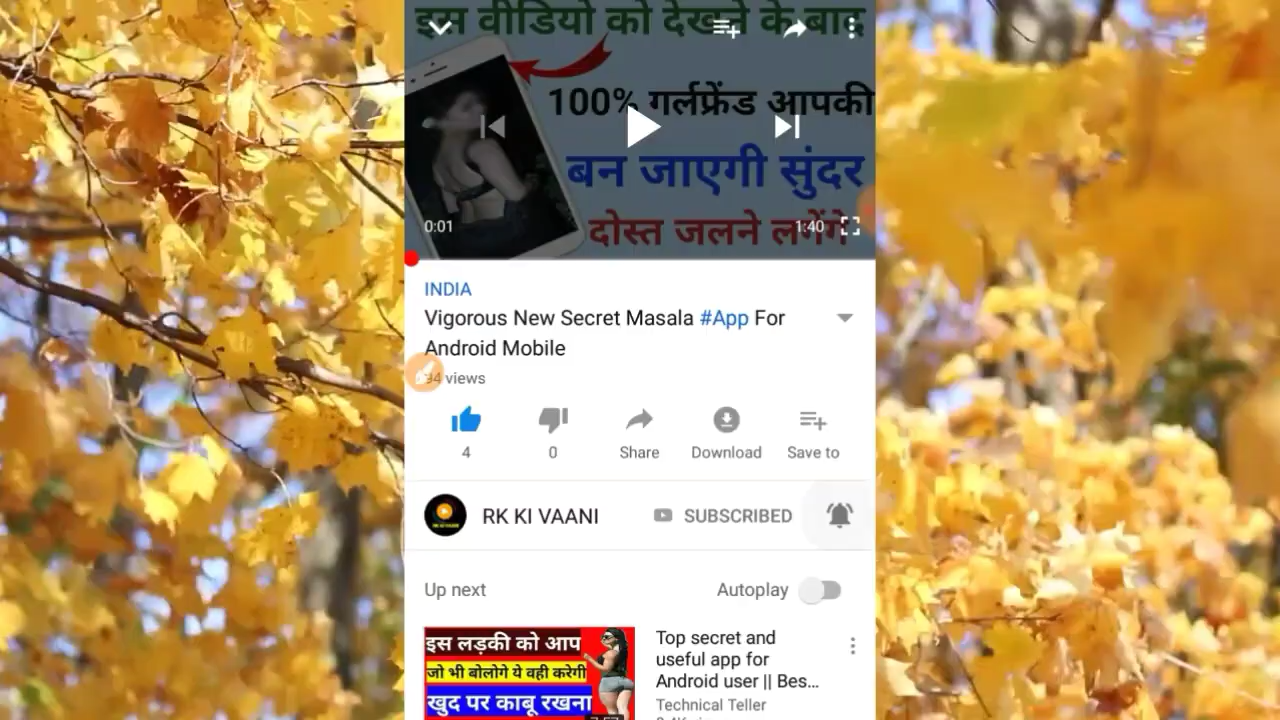 इस वीडियो को देखने के बाद
100% गर्लफ्रेंड आपकी
बन जाएगी सुंदर
दोस्त जलने लगेंगे
0:01
1:40
INDIA
Vigorous New Secret Masala #App For
Android Mobile
94 views
4
0
Share
Download
Save to
RK KI VAANI
SUBSCRIBED
Up next
Autoplay
इस लड़की को आप
जो भी बोलोगे ये वही करेगी
खुद पर काबू रखना
Top secret and
useful app for
Android user || Bes...
Technical Teller